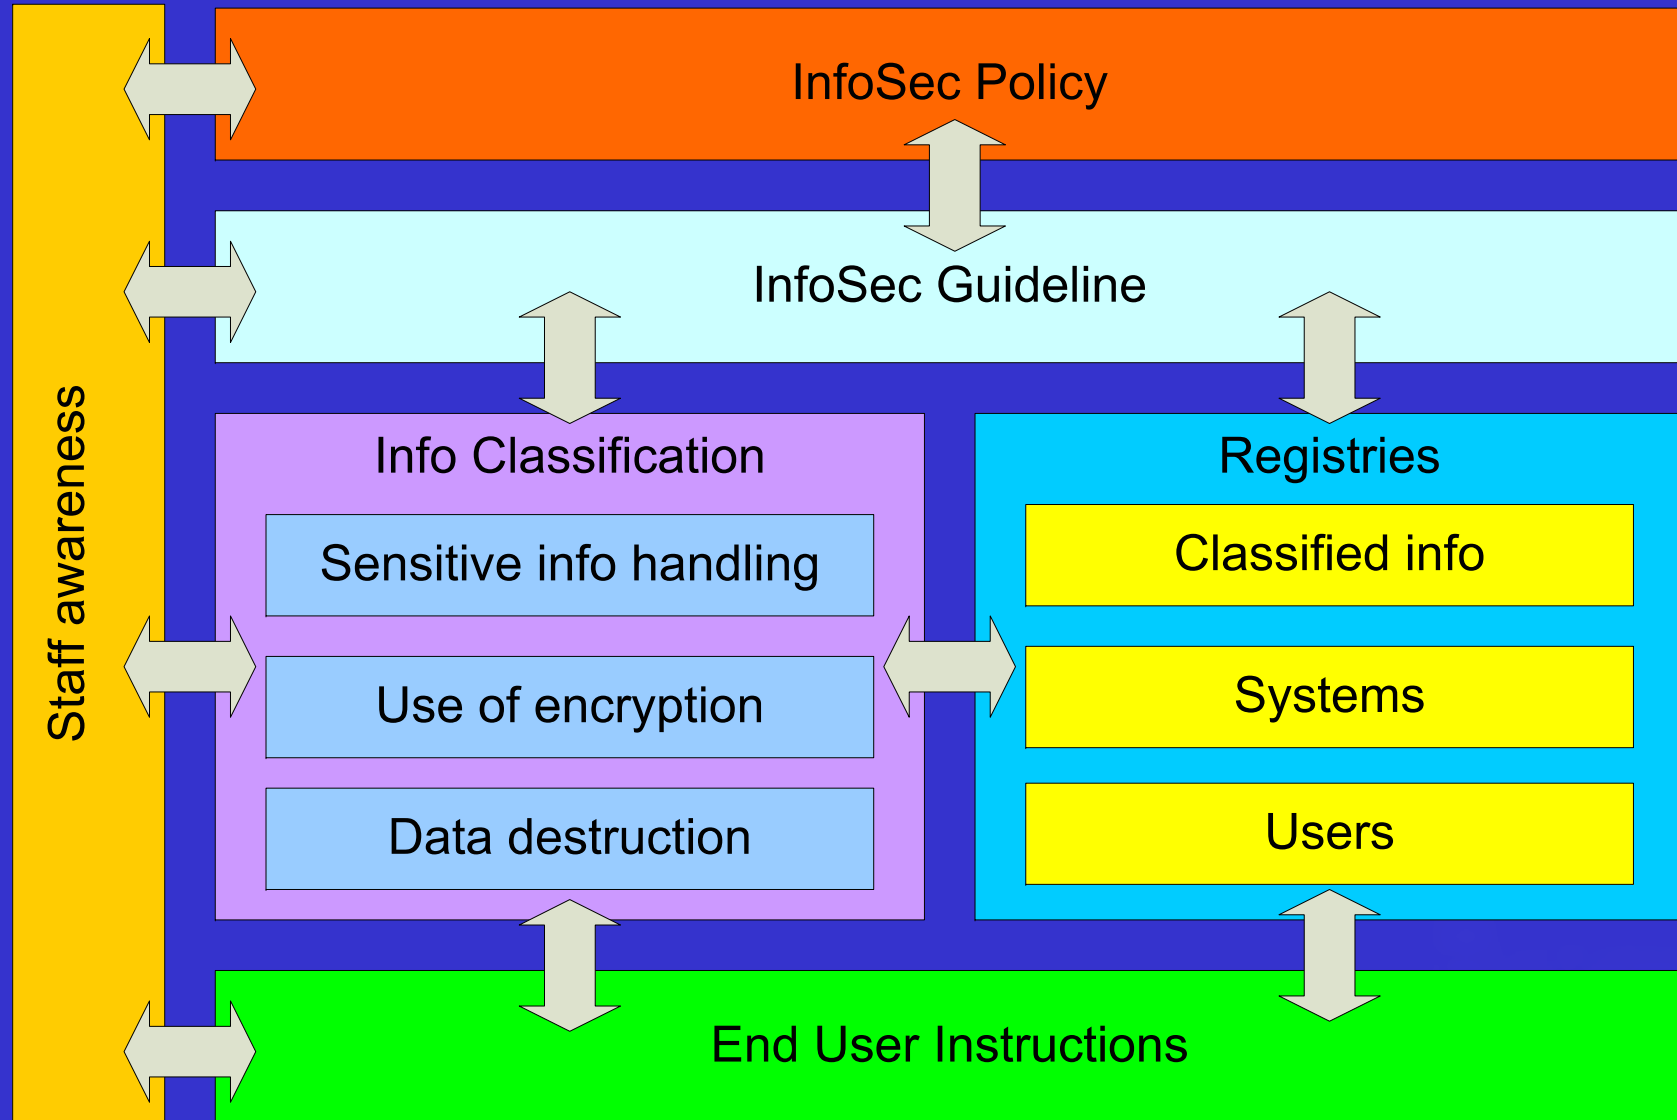 InfoSec Policy
InfoSec Guideline
Staff awareness
Info Classification
Sensitive info handling
Use of encryption
Data destruction
Registries
Classified info
Systems
Users
End User Instructions